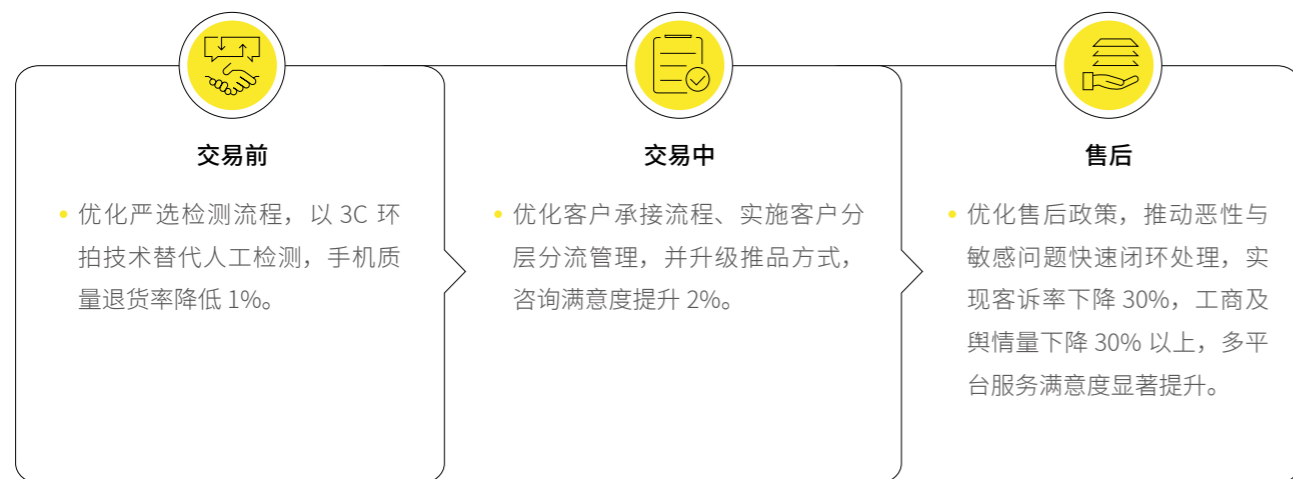 交易前
• 优化严选检测流程，以 3C 环
拍技术替代人工检测，手机质
量退货率降低 1%。
交易中
• 优化客户承接流程、实施客户分
层分流管理，并升级推品方式，
咨询满意度提升 2%。
售后
• 优化售后政策，推动恶性与
敏感问题快速闭环处理，实
现客诉率下降 30%，工商及
舆情量下降 30% 以上，多平
台服务满意度显著提升。